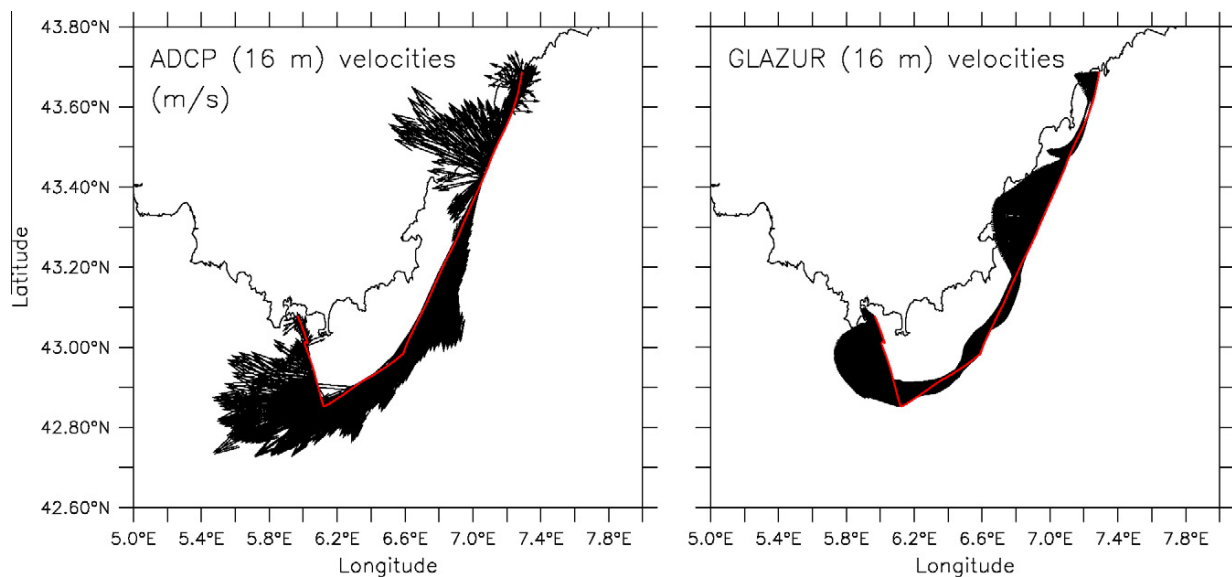 ADCP (16 m) velocities
(m/s)
43.80°N
43.60°N
43.40°N
43.20°N
43.00°N
42.80°N
42.60°N
Latitude
5.0°E 5.4°E 5.8°E 6.2°E 6.6°E 7.0°E 7.4°E 7.8°E
Longitude
GLAZUR (16 m) velocities
5.0°E 5.4°E 5.8°E 6.2°E 6.6°E 7.0°E 7.4°E 7.8°E
Longitude